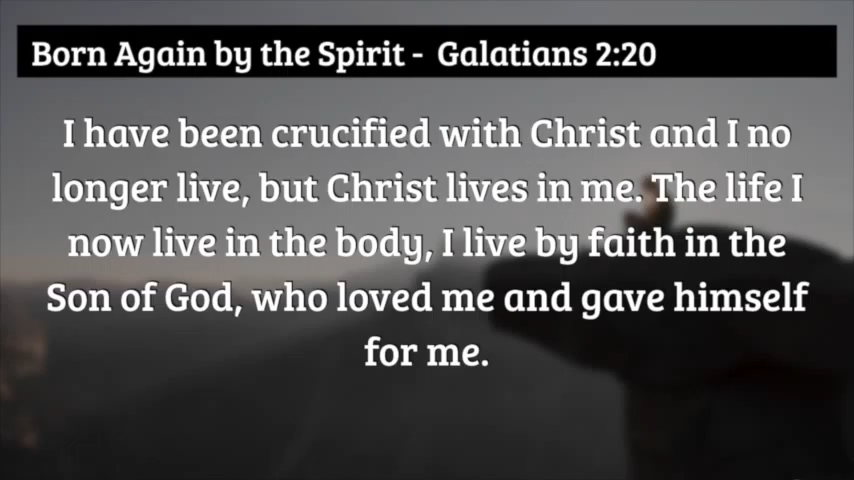 Born Again by the Spirit - Galatians 2:20
I have been crucified with Christ and I no
longer live, but Christ lives in me. The life I
now live in the body, I live by faith in the
Son of God, who loved me and gave himself
for me.